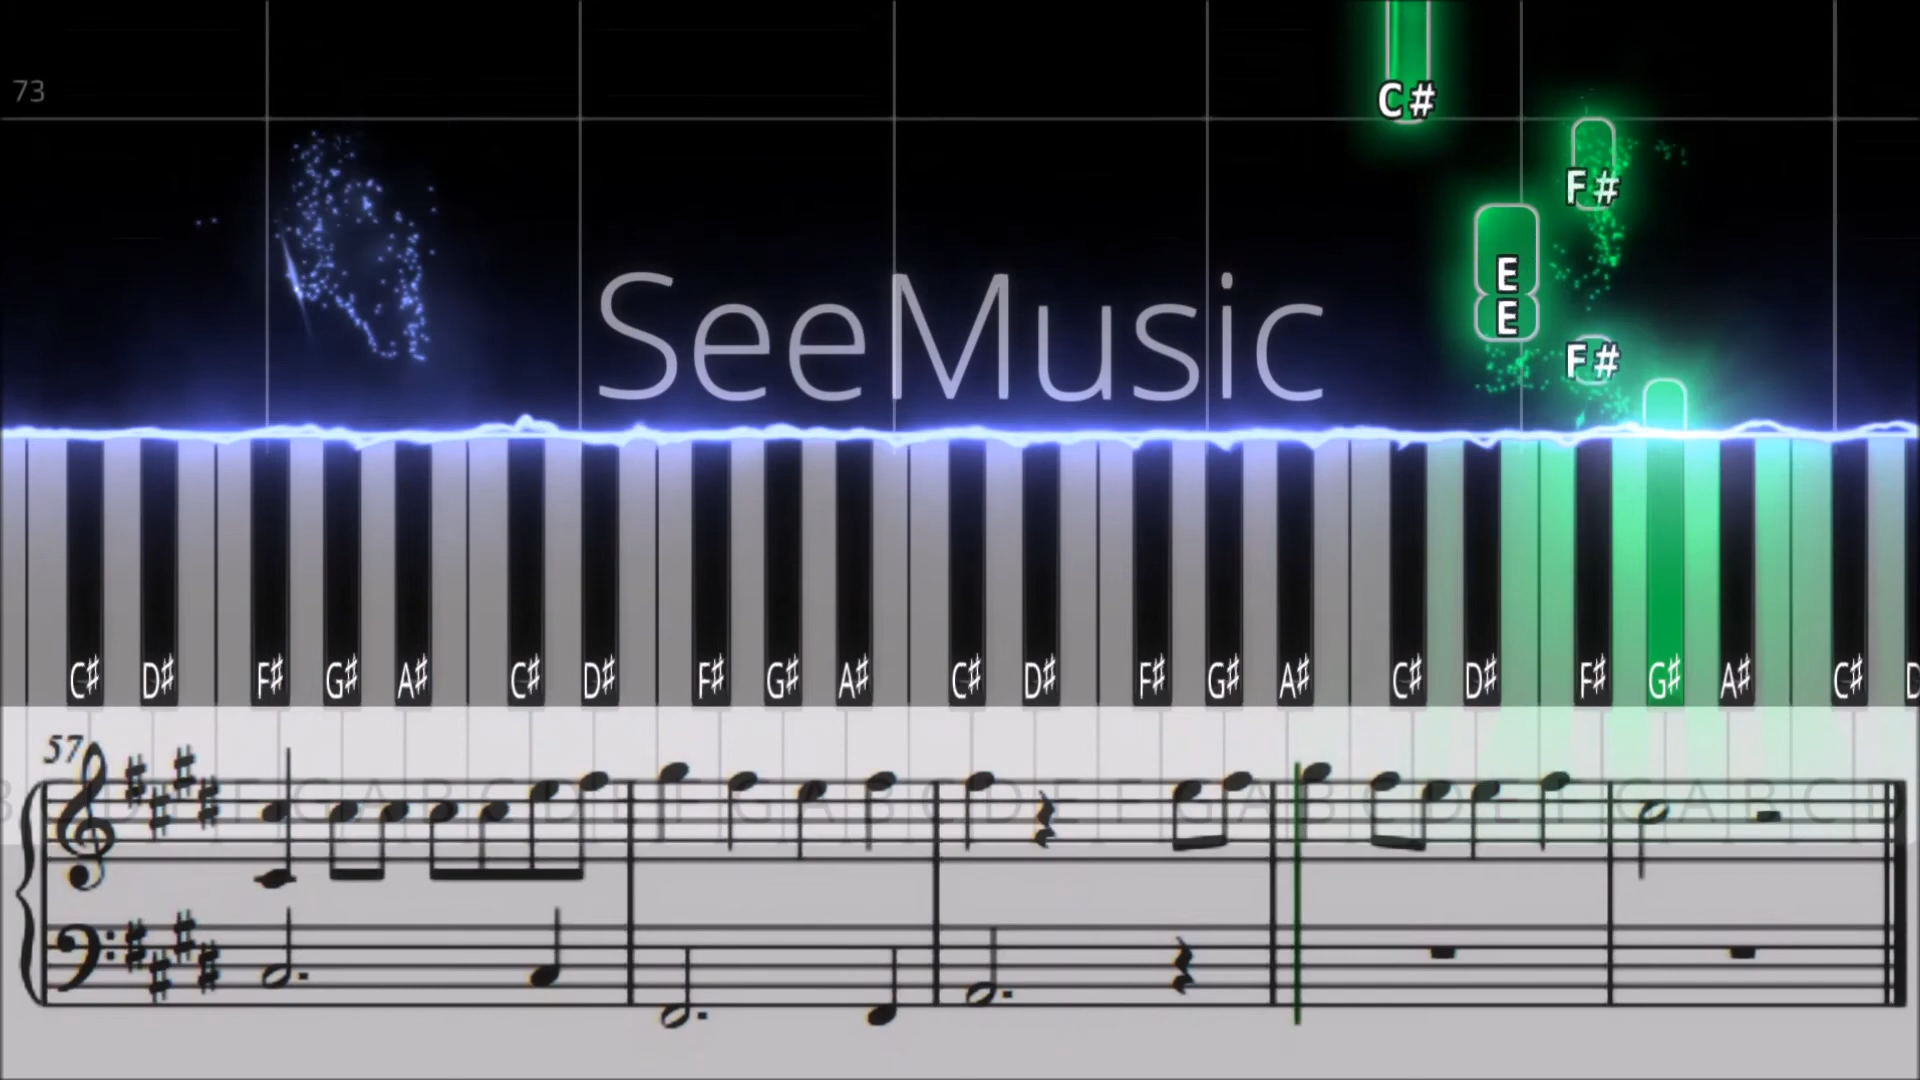 73
C#
F#
E
E
F#
SeeMusic
C♯ D♯ F♯ G♯ A♯ C♯ D♯ F♯ G♯ A♯ C♯ D♯ F♯ G♯ A♯ C♯ D♯ F♯ G♯ A♯ C♯ D
57